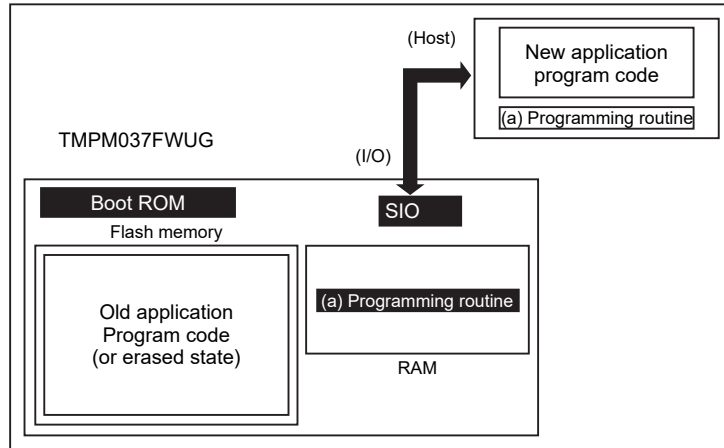 (Host)
New application
program code
(a) Programming routine
TMPM037FWUG
(I/O)
Boot ROM
SIO
Flash memory
Old application
Program code
(or erased state)
(a) Programming routine
RAM